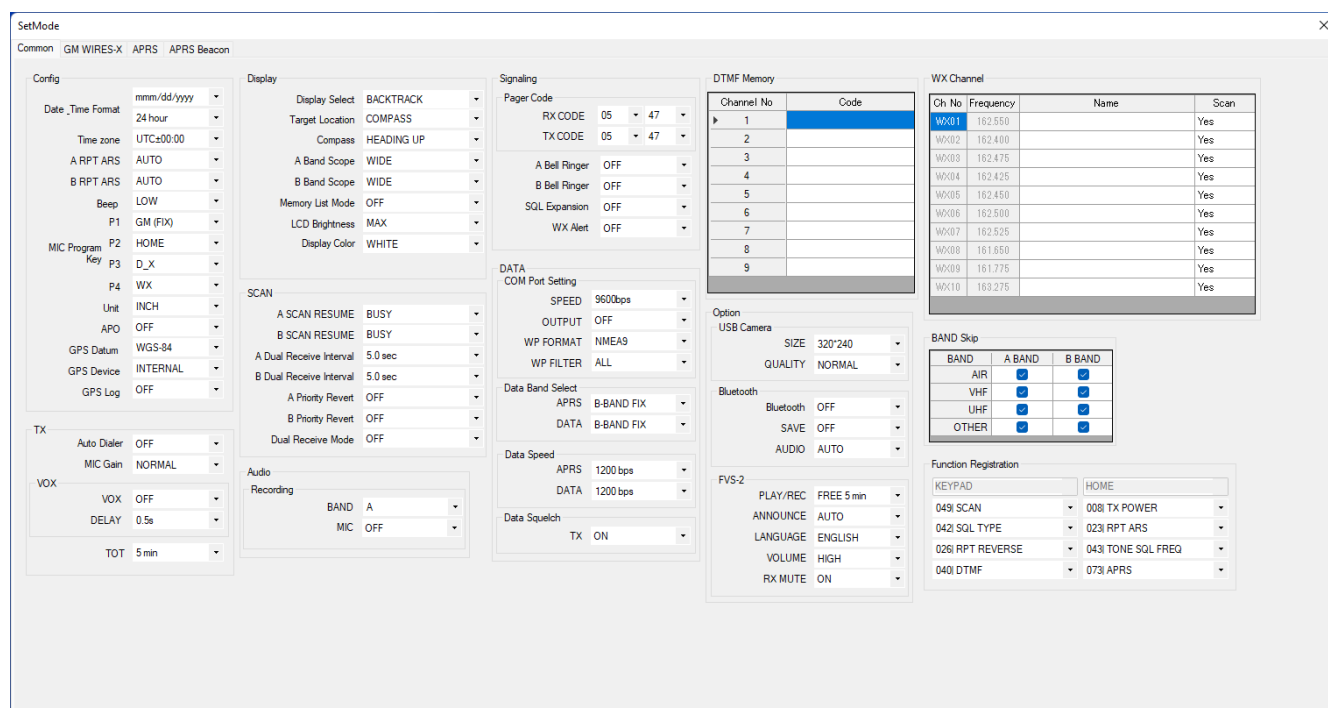 SetMode
Common GM WIRES-X APRS APRS Beacon
Config
Date _Time Format mmm/dd/yyyy
24 hour
Time zone UTC±00:00
A RPT ARS AUTO
B RPT ARS AUTO
Beep LOW
MIC Program Key
P1 GM (FIX)
P2 HOME
P3 D_X
P4 WX
Unit INCH
APO OFF
GPS Datum WGS-84
GPS Device INTERNAL
GPS Log OFF
TX
Auto Dialer OFF
MIC Gain NORMAL
VOX
VOX OFF
DELAY 0.5s
TOT 5 min
Display
Display Select BACKTRACK
Target Location COMPASS
Compass HEADING UP
A Band Scope WIDE
B Band Scope WIDE
Memory List Mode OFF
LCD Brightness MAX
Display Color WHITE
SCAN
A SCAN RESUME BUSY
B SCAN RESUME BUSY
A Dual Receive Interval 5.0 sec
B Dual Receive Interval 5.0 sec
A Priority Revert OFF
B Priority Revert OFF
Dual Receive Mode OFF
Audio
Recording
BAND A
MIC OFF
Signaling
Pager Code
RX CODE 05 47
TX CODE 05 47
A Bell Ringer OFF
B Bell Ringer OFF
SQL Expansion OFF
WX Alert OFF
DATA
COM Port Setting
SPEED 9600bps
OUTPUT OFF
WP FORMAT NMEA9
WP FILTER ALL
Data Band Select
APRS B-BAND FIX
DATA B-BAND FIX
Data Speed
APRS 1200 bps
DATA 1200 bps
Data Squelch
TX ON
DTMF Memory
Channel No Code
1
2
3
4
5
6
7
8
9
Option
USB Camera
SIZE 320*240
QUALITY NORMAL
Bluetooth
Bluetooth OFF
SAVE OFF
AUDIO AUTO
FVS-2
PLAY/REC FREE 5 min
ANNOUNCE AUTO
LANGUAGE ENGLISH
VOLUME HIGH
RX MUTE ON
WX Channel
Ch No Frequency Name Scan
WX01 162.550 Yes
WX02 162.400 Yes
WX03 162.475 Yes
WX04 162.425 Yes
WX05 162.450 Yes
WX06 162.500 Yes
WX07 162.525 Yes
WX08 161.650 Yes
WX09 161.775 Yes
WX10 163.275 Yes
BAND Skip
BAND A BAND B BAND
AIR
VHF
UHF
OTHER
Function Registration
KEYPAD HOME
049| SCAN 008| TX POWER
042| SQL TYPE 023| RPT ARS
026| RPT REVERSE 043| TONE SQL FREQ
040| DTMF 073| APRS